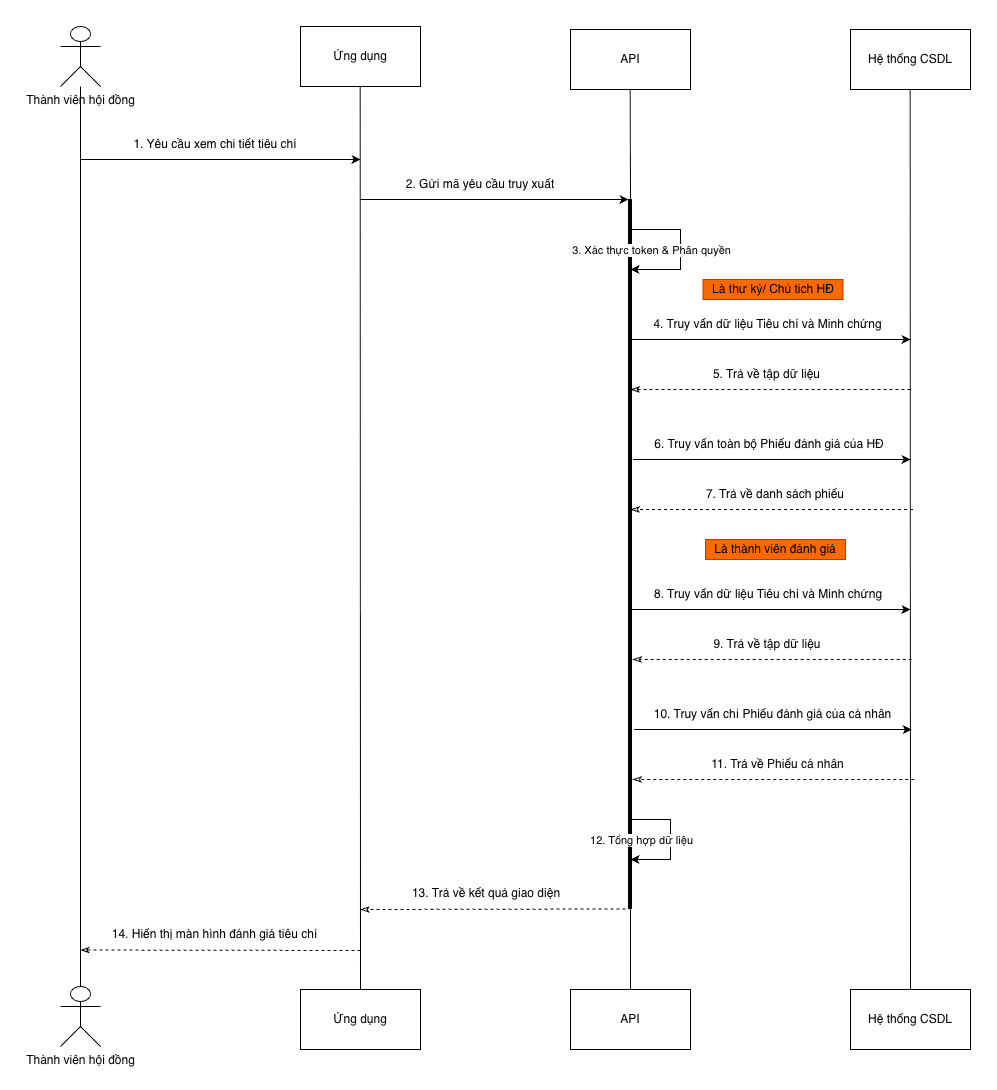 Thành viên hội đồng
Ứng dụng
API
Hệ thống CSDL
1. Yêu cầu xem chi tiết tiêu chí
2. Gửi mã yêu cầu truy xuất
3. Xác thực token & Phân quyền
Là thư ký/ Chủ tich HĐ
4. Truy vấn dữ liệu Tiêu chí và Minh chứng
5. Trả về tập dữ liệu
6. Truy vấn toàn bộ Phiếu đánh giá của HĐ
7. Trả về danh sách phiếu
Là thành viên đánh giá
8. Truy vấn dữ liệu Tiêu chí và Minh chứng
9. Trả về tập dữ liệu
10. Truy vấn chỉ Phiếu đánh giá của cá nhân
11. Trả về Phiếu cá nhân
12. Tổng hợp dữ liệu
13. Trả về kết quả giao diện
14. Hiển thị màn hình đánh giá tiêu chí
Thành viên hội đồng
Ứng dụng
API
Hệ thống CSDL